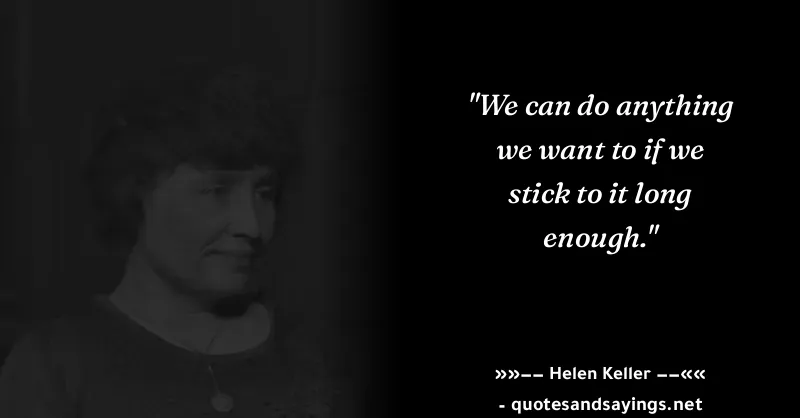 "We can do anything
we want to if we
stick to it long
enough."
»»−− Helen Keller −−««
- quotesandsayings.net